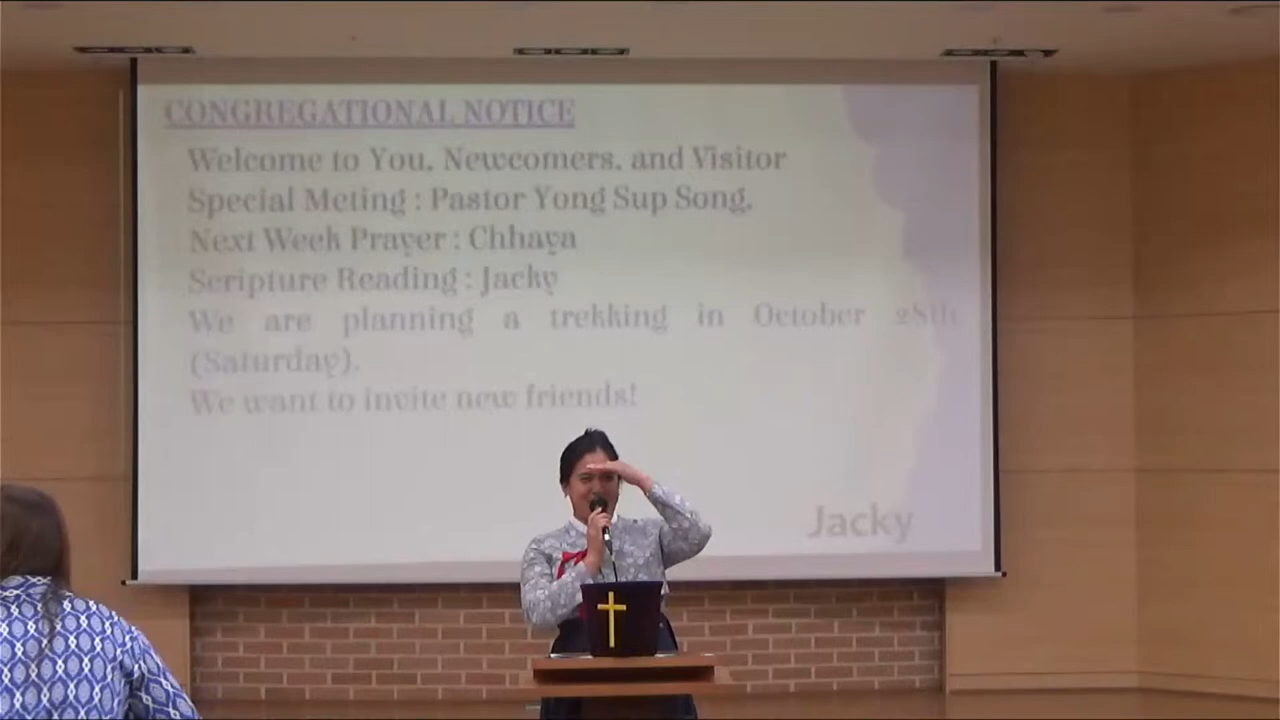 CONGREGATIONAL NOTICE
Welcome to You, Newcomers, and Visitor
Special Meting : Pastor Yong Sup Song,
Next Week Prayer : Chhaya
Scripture Reading : Jacky
We are planning a trekking in October 28th
(Saturday).
We want to invite new friends!
Jacky